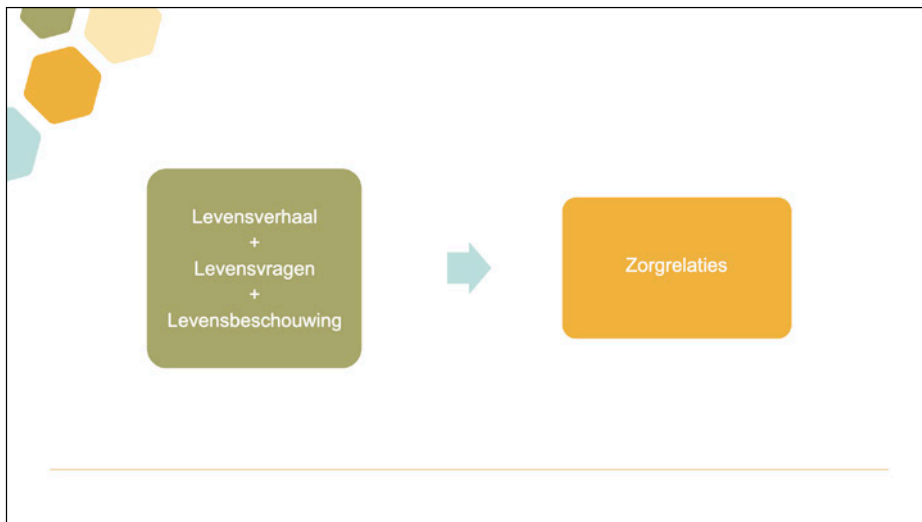 Levensverhaal
+
Levensvragen
+
Levensbeschouwing
Zorgrelaties